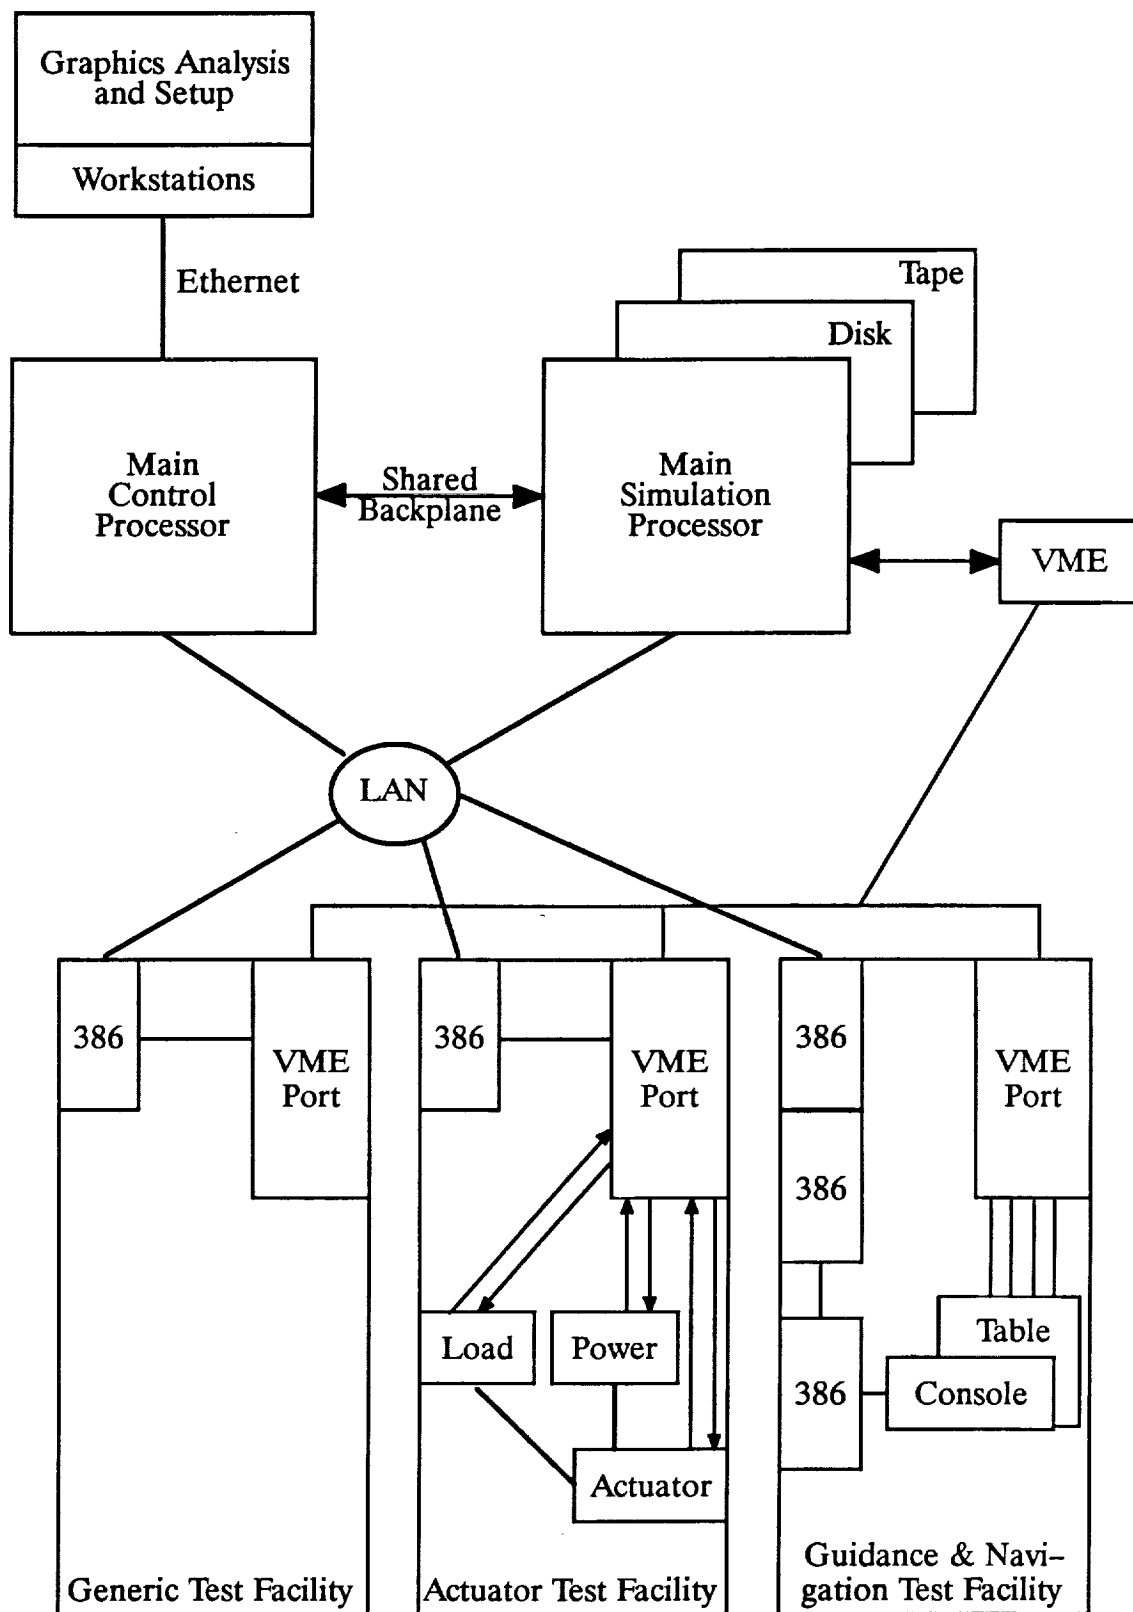 Graphics Analysis
and Setup
Workstations
Ethernet
Tape
Disk
Main
Control
Processor
Shared
Backplane
Main
Simulation
Processor
VME
LAN
386
VME
Port
386
VME
Port
386
VME
Port
386
Load
Power
Table
386
Console
Actuator
Generic Test Facility
Actuator Test Facility
Guidance & Navi–
gation Test Facility